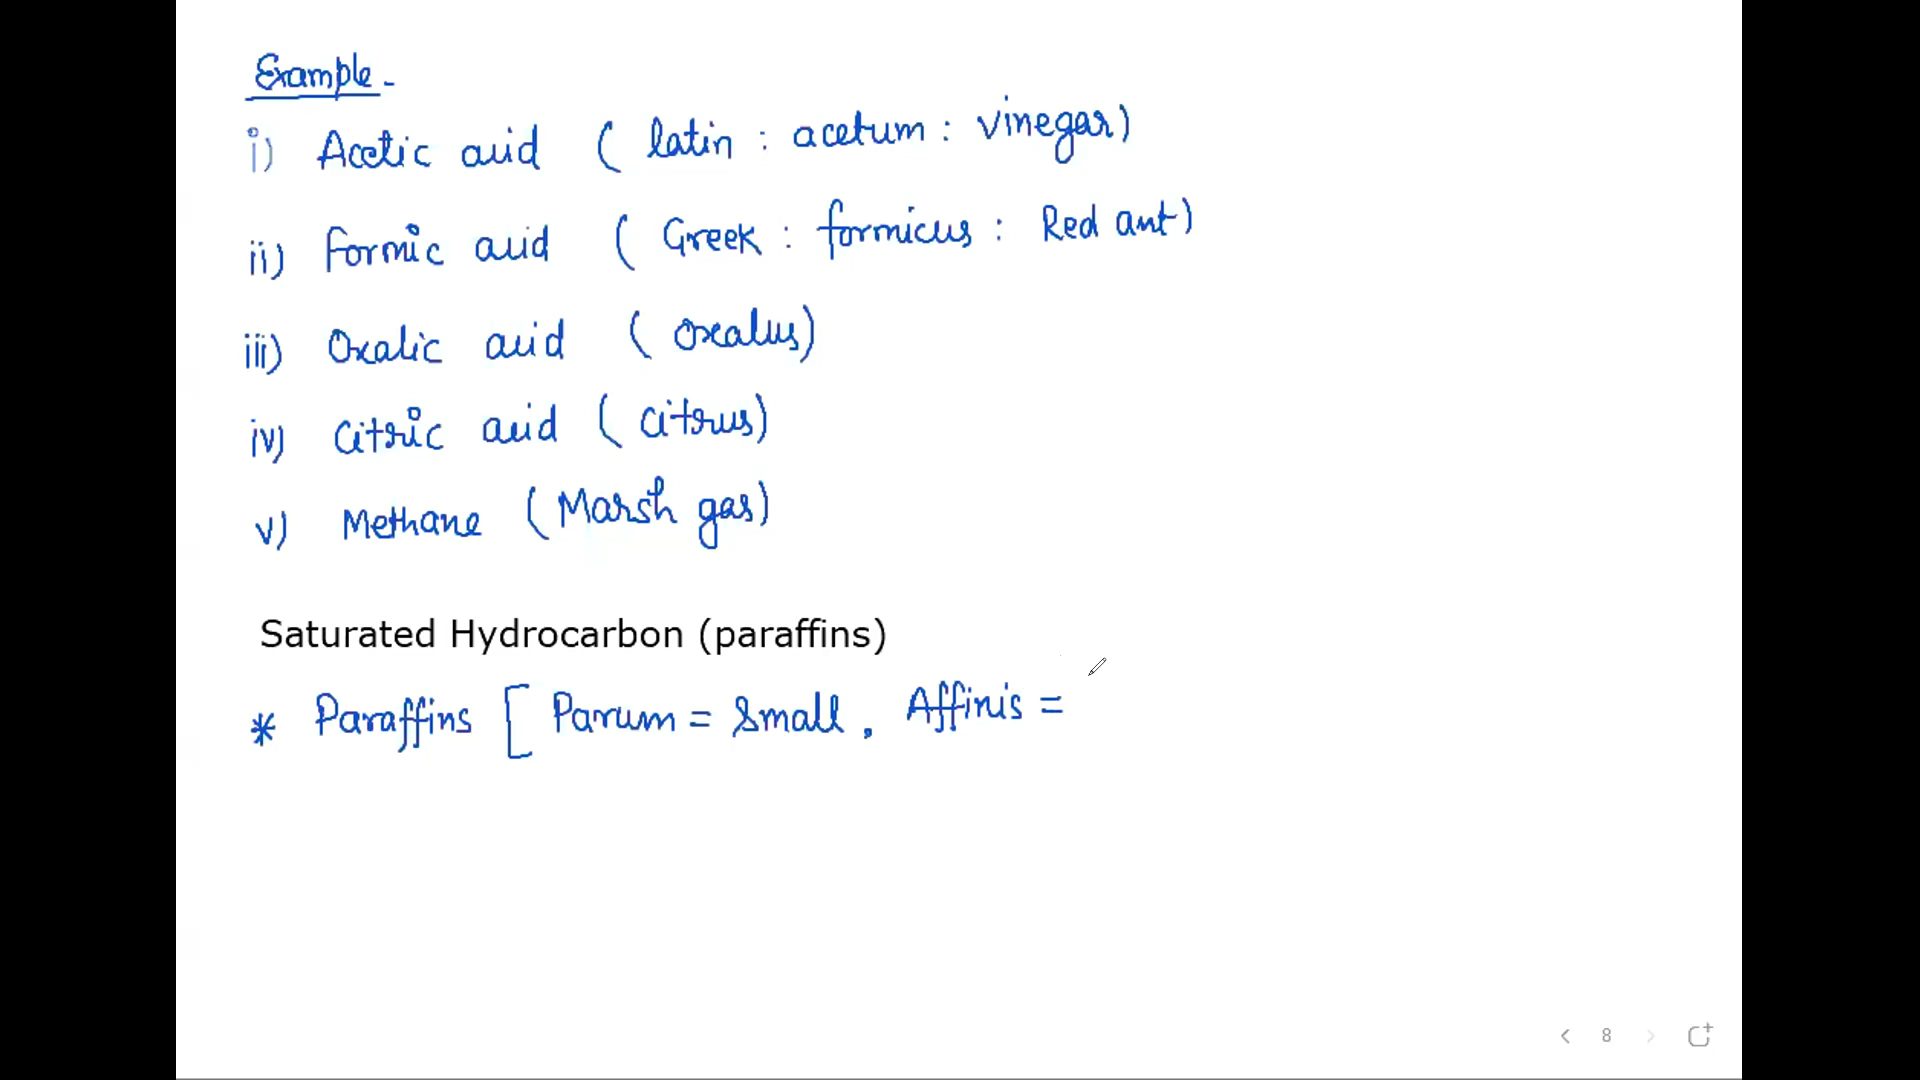 Example -
i) Acetic acid ( latin : acetum : vinegar)
ii) Formic acid ( Greek : formicus : Red ant)
iii) Oxalic acid ( Oxalus)
iv) Citric acid ( Citrus)
v) Methane ( Marsh gas)
Saturated Hydrocarbon (paraffins)
* Paraffins [ Parum = Small , Affinis =
8